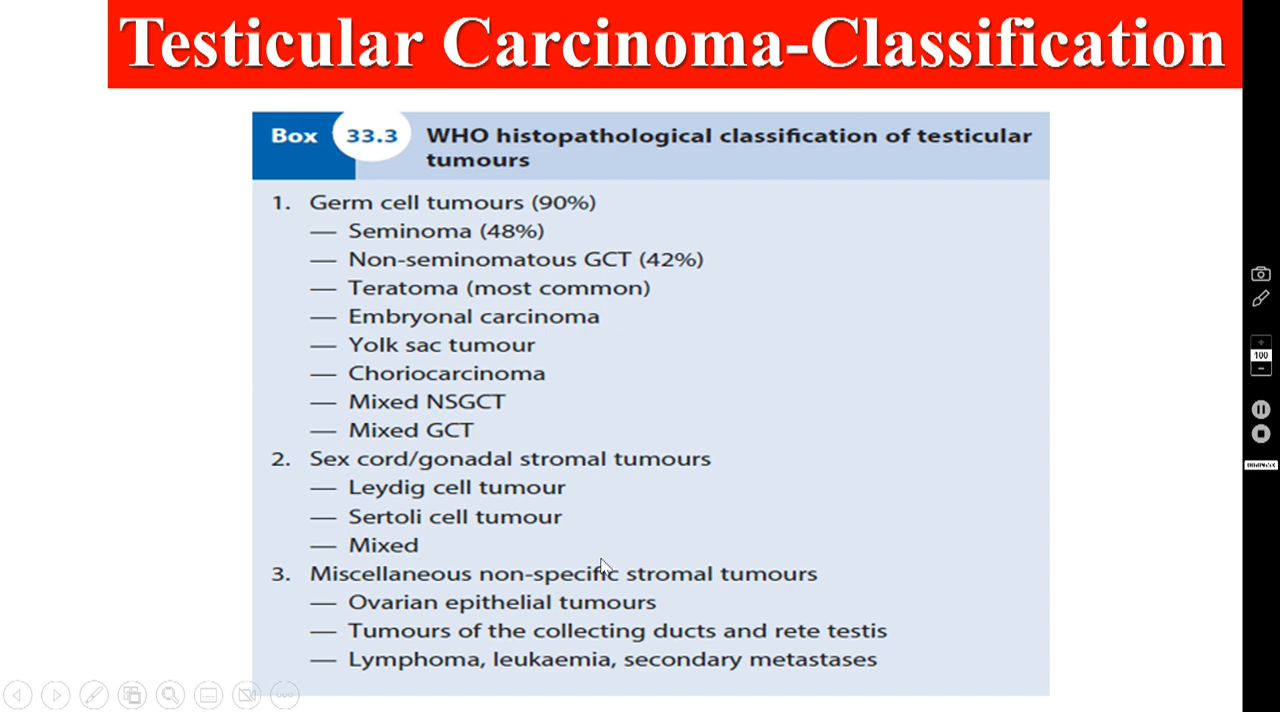 Testicular Carcinoma-Classification
Box 33.3 WHO histopathological classification of testicular
tumours
1. Germ cell tumours (90%)
— Seminoma (48%)
— Non-seminomatous GCT (42%)
— Teratoma (most common)
— Embryonal carcinoma
— Yolk sac tumour
— Choriocarcinoma
— Mixed NSGCT
— Mixed GCT
2. Sex cord/gonadal stromal tumours
— Leydig cell tumour
— Sertoli cell tumour
— Mixed
3. Miscellaneous non-specific stromal tumours
— Ovarian epithelial tumours
— Tumours of the collecting ducts and rete testis
— Lymphoma, leukaemia, secondary metastases
100